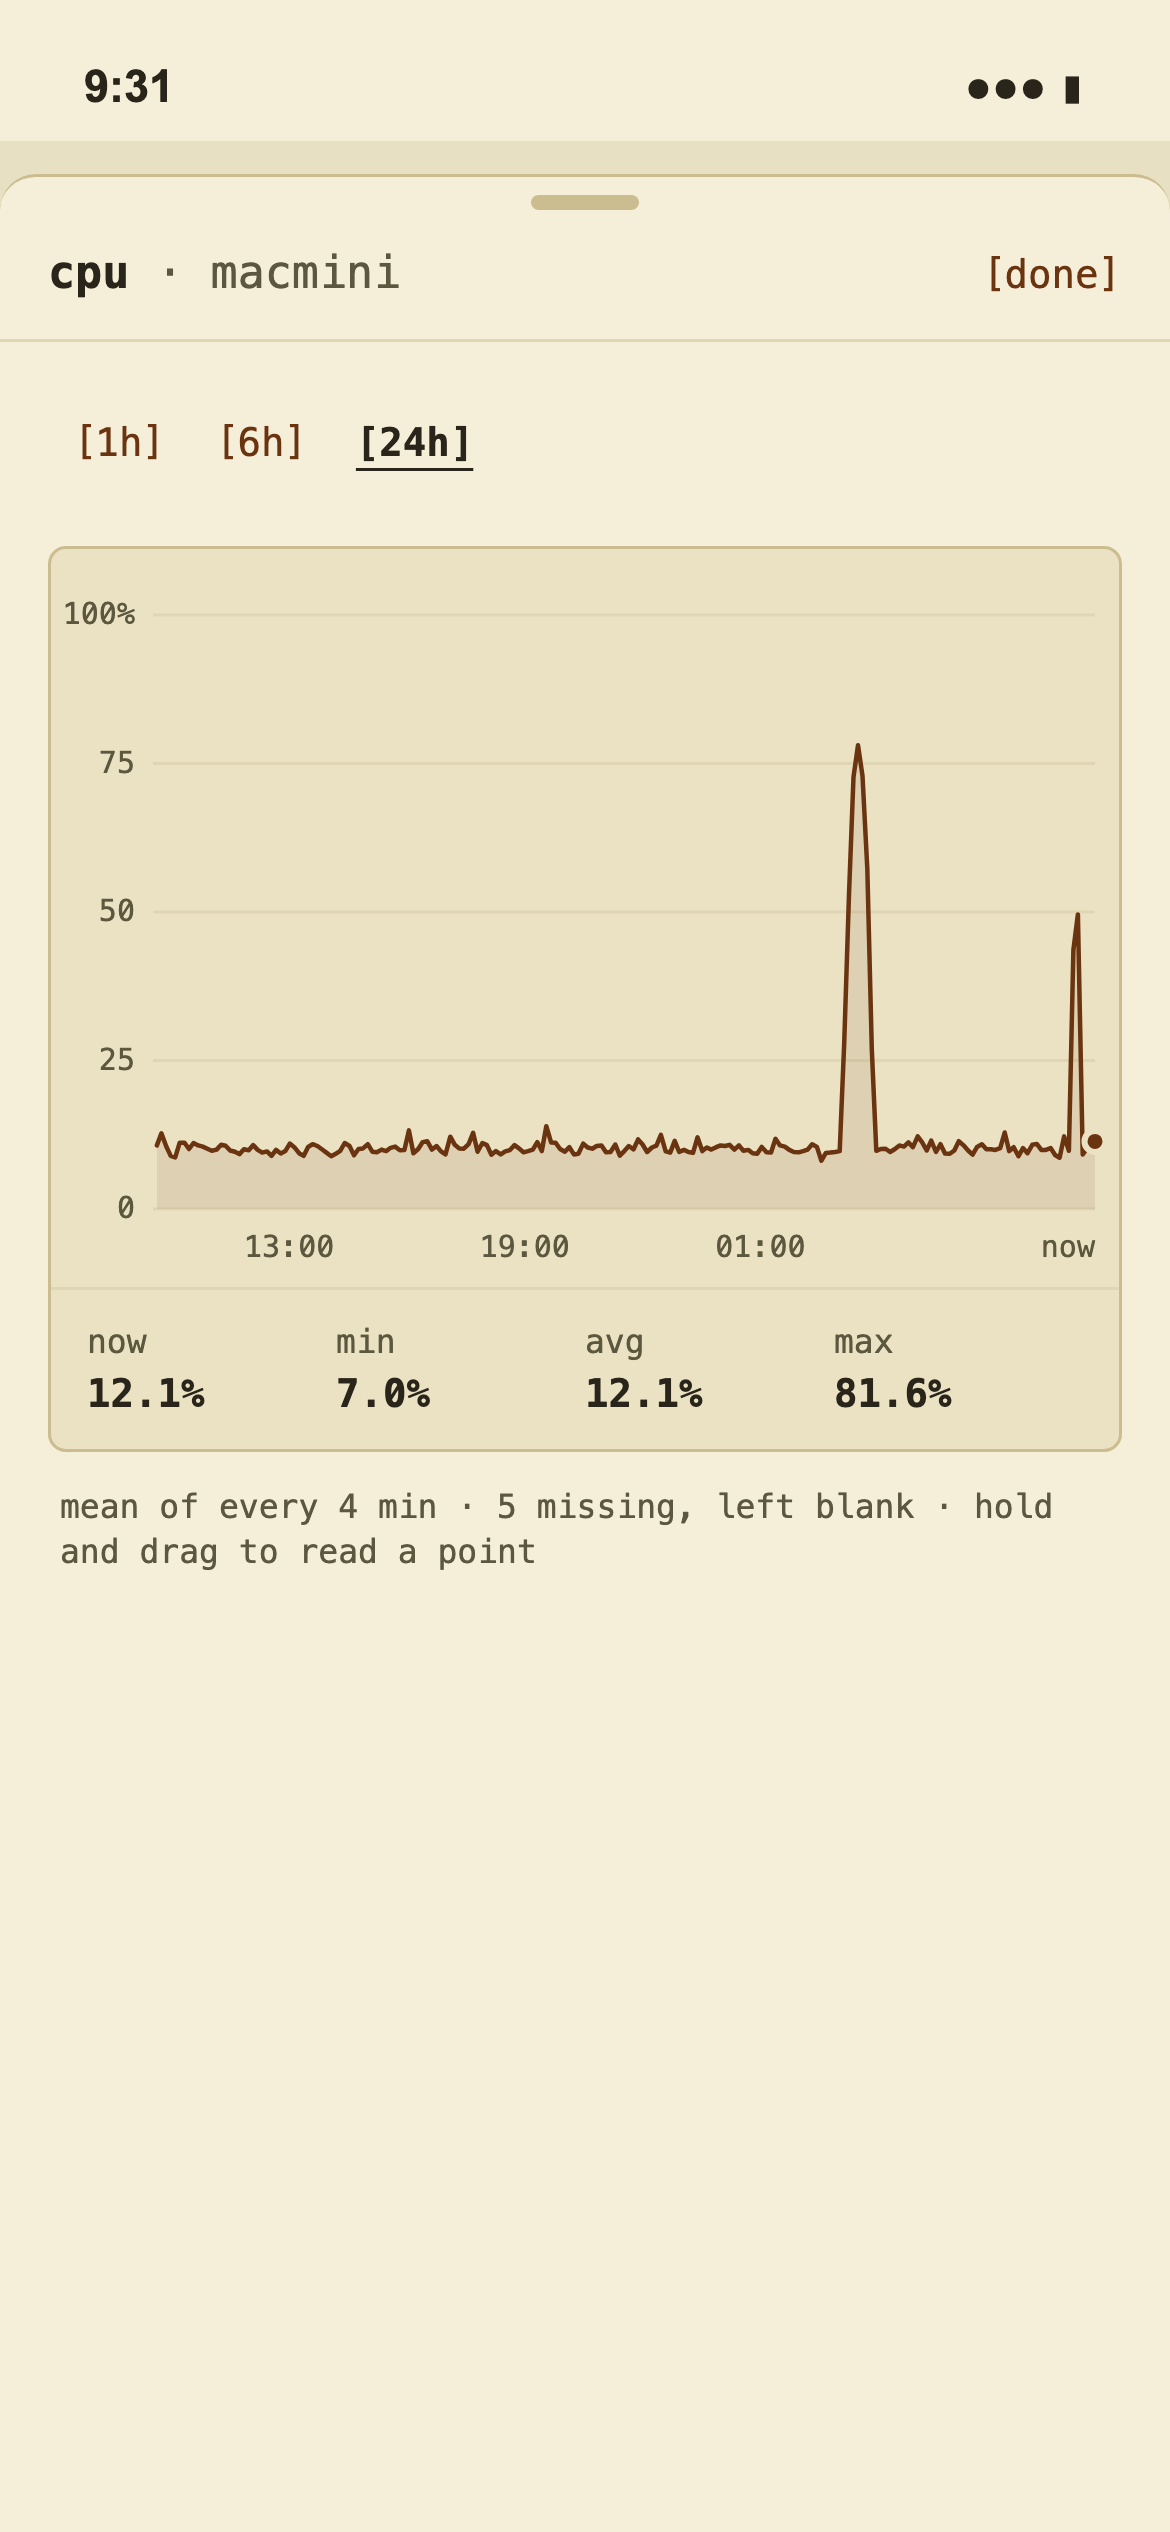 9:31
cpu · macmini [done]
[1h] [6h] [24h]
100%
75
50
25
0
13:00 19:00 01:00 now
now min avg max
12.1% 7.0% 12.1% 81.6%
mean of every 4 min · 5 missing, left blank · hold
and drag to read a point